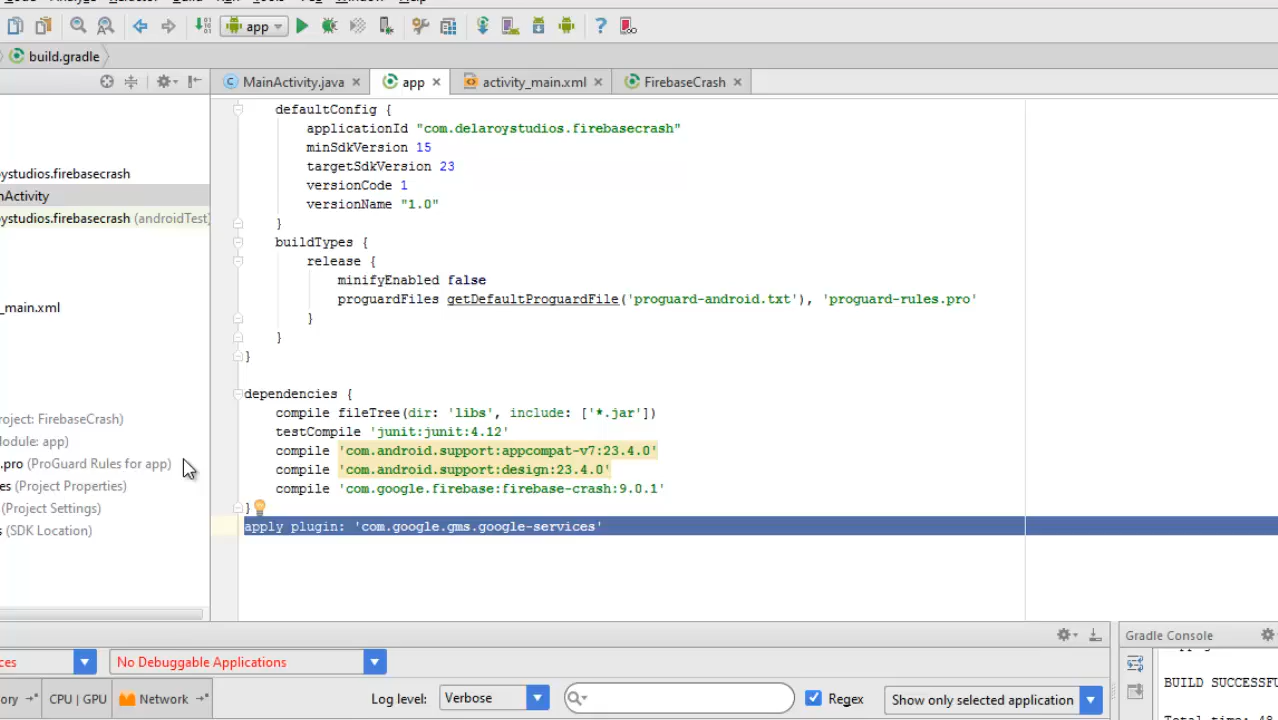 app
build.gradle
MainActivity.java
app
activity_main.xml
FirebaseCrash
ystudios.firebasecrash
nActivity
ystudios.firebasecrash (androidTest)
_main.xml
roject: FirebaseCrash)
odule: app)
.pro (ProGuard Rules for app)
es (Project Properties)
(Project Settings)
s (SDK Location)
defaultConfig {
applicationId "com.delaroystudios.firebasecrash"
minSdkVersion 15
targetSdkVersion 23
versionCode 1
versionName "1.0"
}
buildTypes {
release {
minifyEnabled false
proguardFiles getDefaultProguardFile('proguard-android.txt'), 'proguard-rules.pro'
}
}
}
dependencies {
compile fileTree(dir: 'libs', include: ['*.jar'])
testCompile 'junit:junit:4.12'
compile 'com.android.support:appcompat-v7:23.4.0'
compile 'com.android.support:design:23.4.0'
compile 'com.google.firebase:firebase-crash:9.0.1'
}
apply plugin: 'com.google.gms.google-services'
ces
No Debuggable Applications
ory
CPU | GPU
Network
Log level:
Verbose
Regex
Show only selected application
Gradle Console
BUILD SUCCESSFU